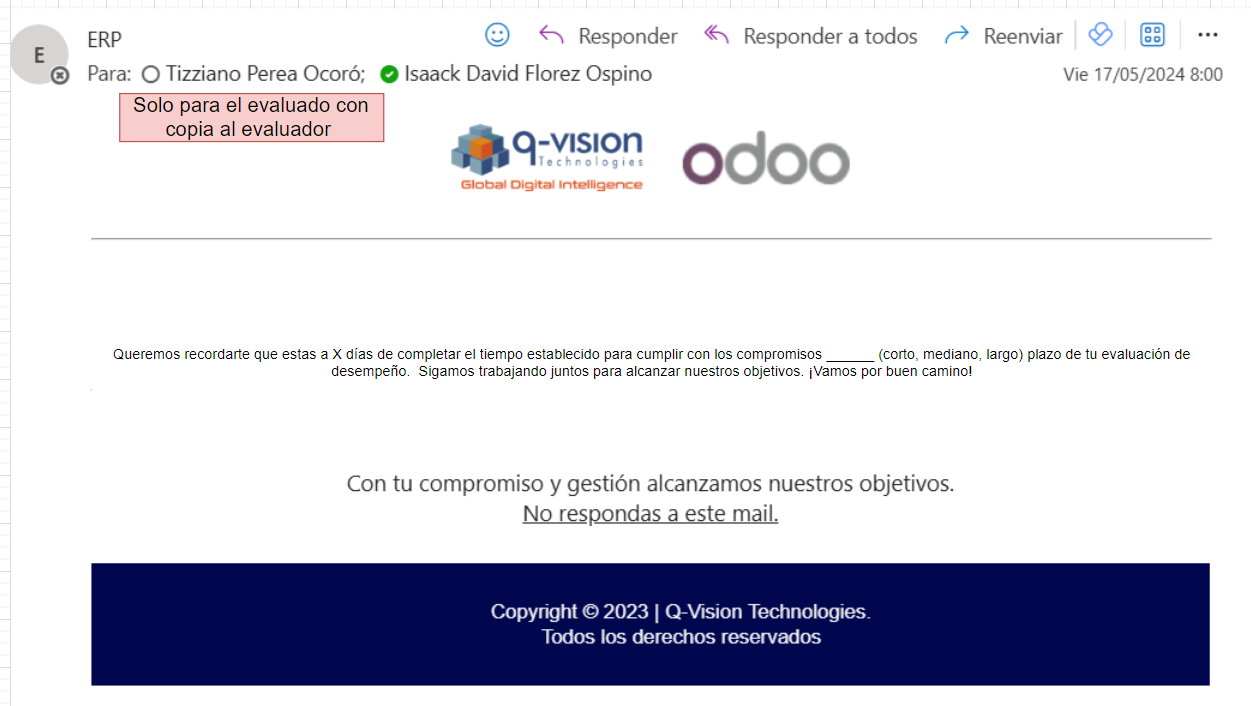 E
ERP
Responder
Responder a todos
Reenviar
Para: Tizziano Perea Ocoró; Isaack David Florez Ospino
Vie 17/05/2024 8:00
Solo para el evaluado con
copia al evaluador
q-vision
Technologies
Global Digital Intelligence
odoo
Queremos recordarte que estas a X días de completar el tiempo establecido para cumplir con los compromisos ______ (corto, mediano, largo) plazo de tu evaluación de
desempeño. Sigamos trabajando juntos para alcanzar nuestros objetivos. ¡Vamos por buen camino!
Con tu compromiso y gestión alcanzamos nuestros objetivos.
No respondas a este mail.
Copyright © 2023 | Q-Vision Technologies.
Todos los derechos reservados